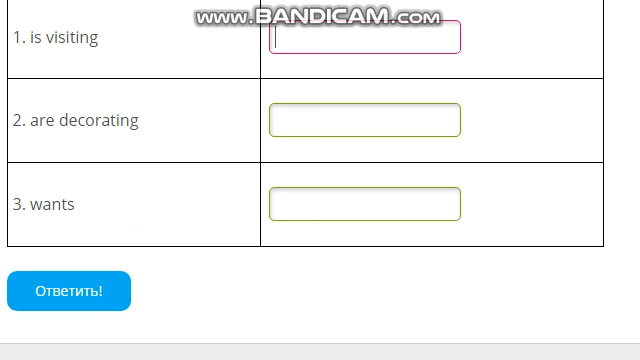 www.BANDICAM.com
1. is visiting
2. are decorating
3. wants
Ответить!